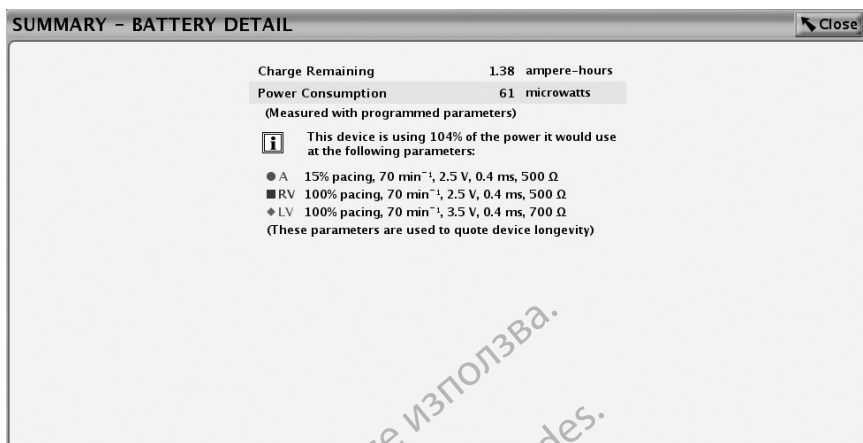 SUMMARY – BATTERY DETAIL
Close
Charge Remaining 1.38 ampere-hours
Power Consumption 61 microwatts
(Measured with programmed parameters)
i This device is using 104% of the power it would use
at the following parameters:
A 15% pacing, 70 min⁻¹, 2.5 V, 0.4 ms, 500 Ω
RV 100% pacing, 70 min⁻¹, 2.5 V, 0.4 ms, 500 Ω
LV 100% pacing, 70 min⁻¹, 3.5 V, 0.4 ms, 700 Ω
(These parameters are used to quote device longevity)
използва.